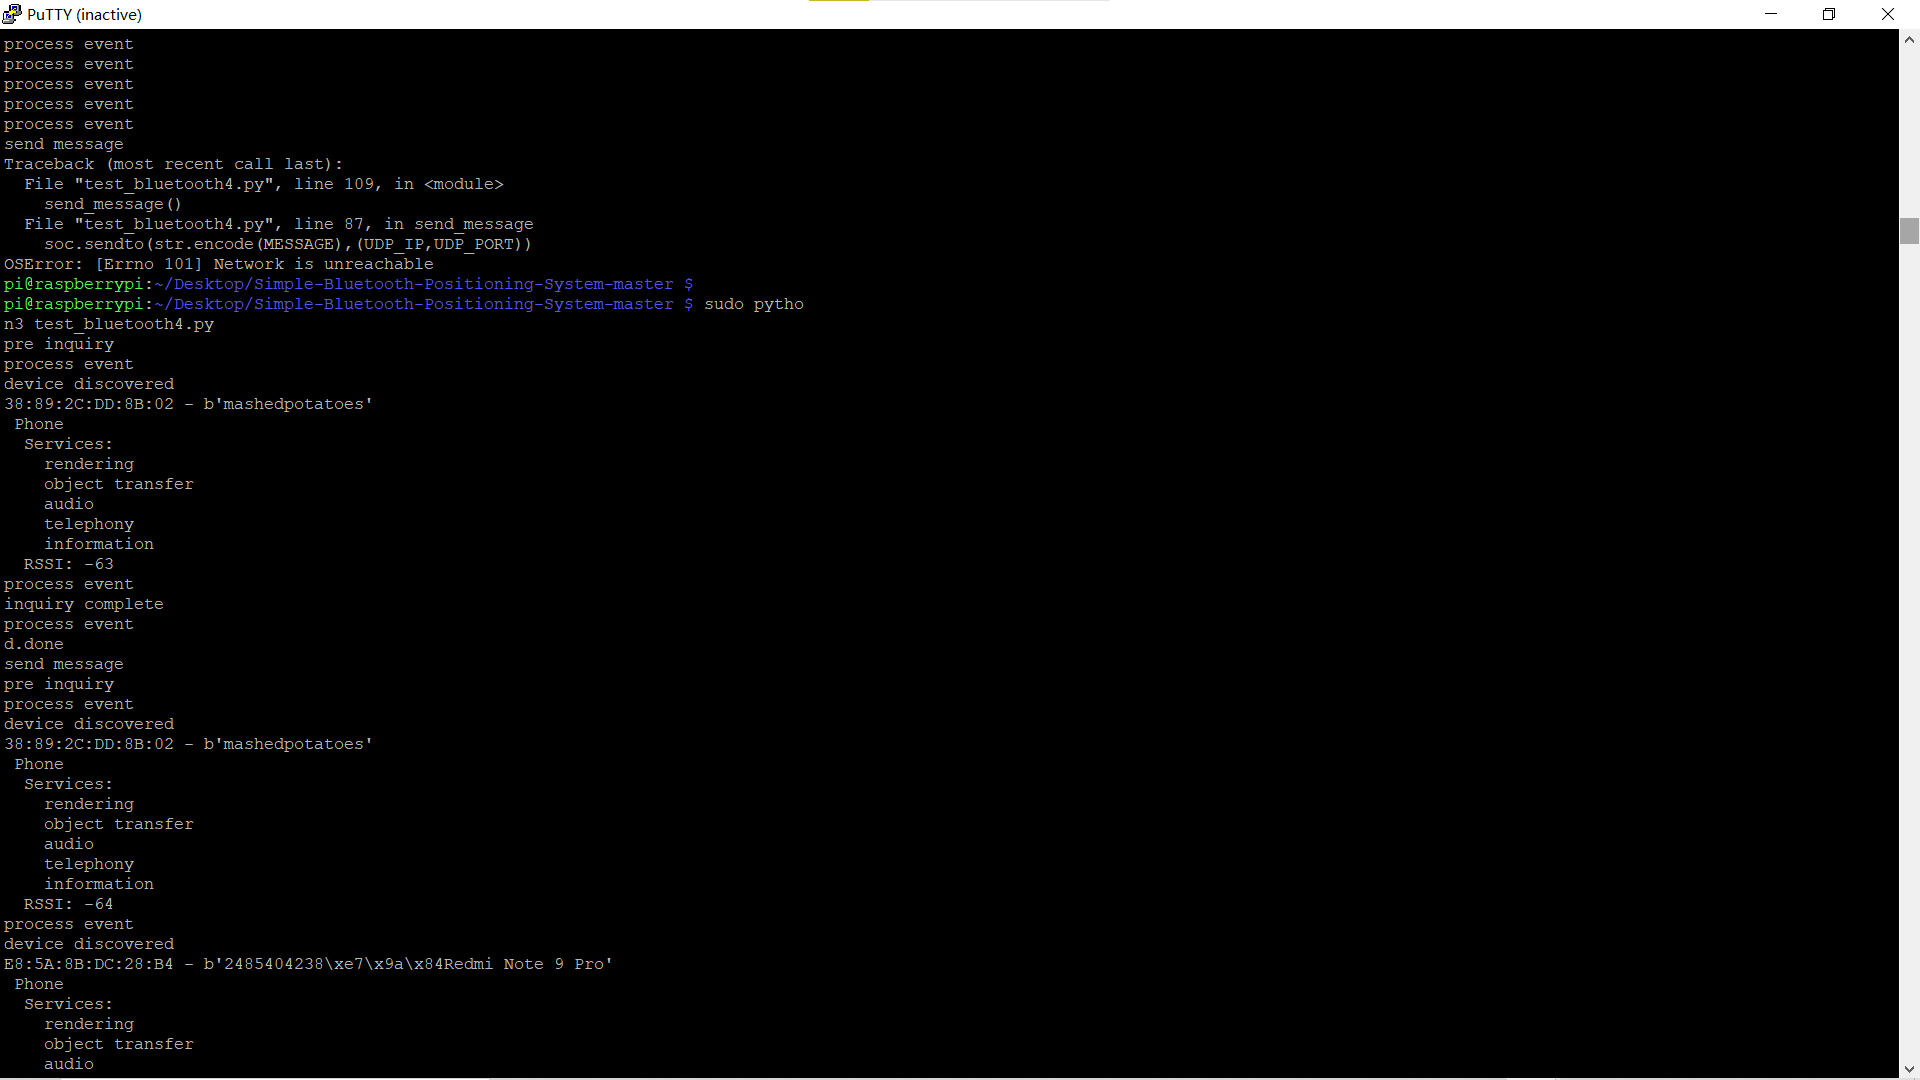 PuTTY (inactive)
process event
process event
process event
process event
process event
send message
Traceback (most recent call last):
  File "test_bluetooth4.py", line 109, in <module>
    send_message()
  File "test_bluetooth4.py", line 87, in send_message
    soc.sendto(str.encode(MESSAGE),(UDP_IP,UDP_PORT))
OSError: [Errno 101] Network is unreachable
pi@raspberrypi:~/Desktop/Simple-Bluetooth-Positioning-System-master $
pi@raspberrypi:~/Desktop/Simple-Bluetooth-Positioning-System-master $ sudo pytho
n3 test_bluetooth4.py
pre inquiry
process event
device discovered
38:89:2C:DD:8B:02 - b'mashedpotatoes'
 Phone
  Services:
    rendering
    object transfer
    audio
    telephony
    information
  RSSI: -63
process event
inquiry complete
process event
d.done
send message
pre inquiry
process event
device discovered
38:89:2C:DD:8B:02 - b'mashedpotatoes'
 Phone
  Services:
    rendering
    object transfer
    audio
    telephony
    information
  RSSI: -64
process event
device discovered
E8:5A:8B:DC:28:B4 - b'2485404238\xe7\x9a\x84Redmi Note 9 Pro'
 Phone
  Services:
    rendering
    object transfer
    audio